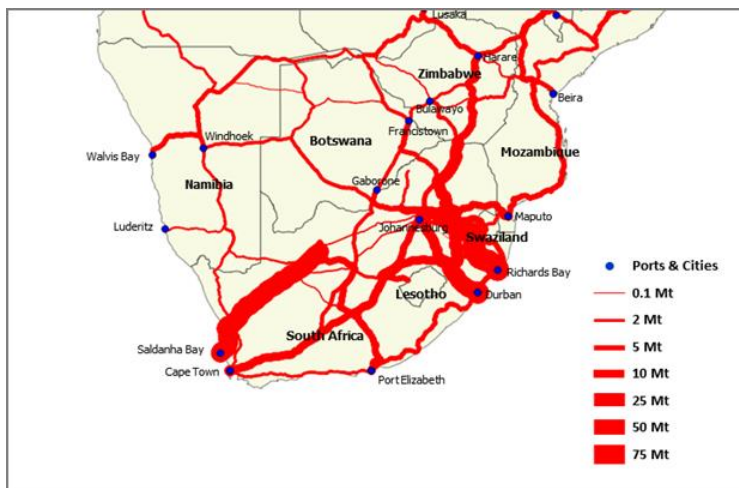 Lusaka
Harare
Zimbabwe
Bulawayo
Beira
Francistown
Botswana
Windhoek
Mozambique
Walvis Bay
Gaborone
Namibia
Maputo
Luderitz
Johannesburg
Swaziland
Richards Bay
Lesotho
Durban
South Africa
Saldanha Bay
Cape Town
Port Elizabeth
Ports & Cities
0.1 Mt
2 Mt
5 Mt
10 Mt
25 Mt
50 Mt
75 Mt